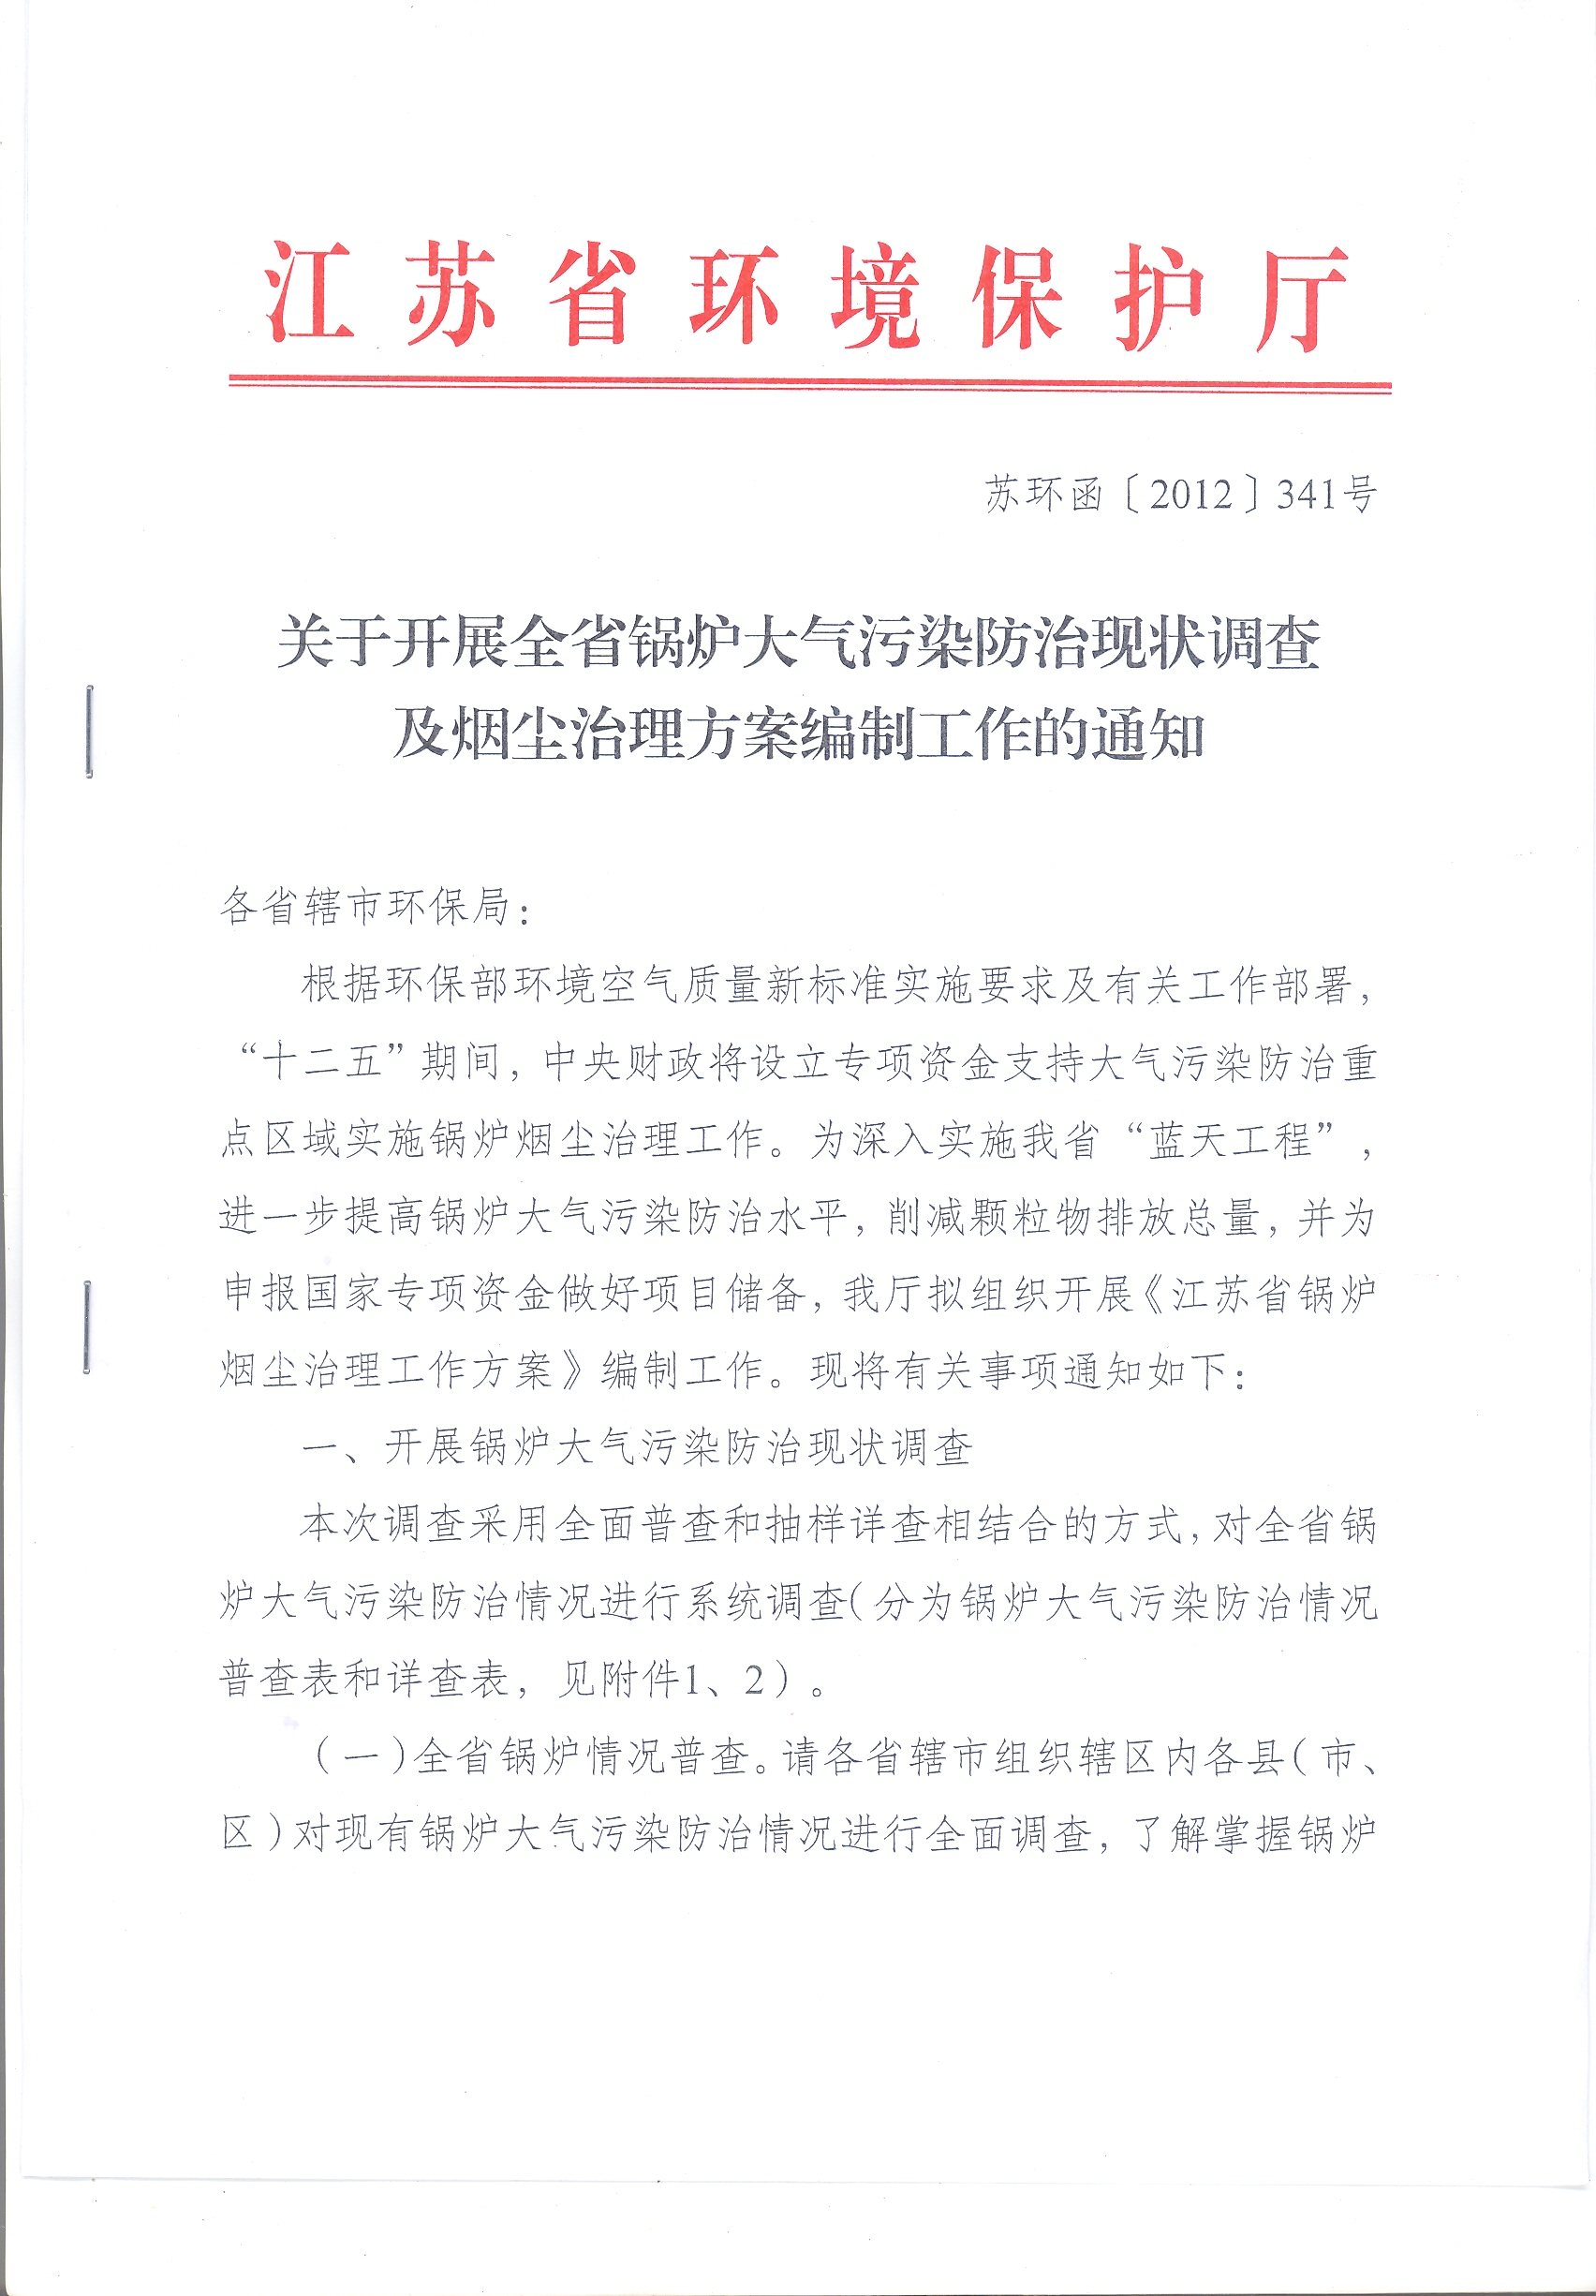 江苏省环境保护厅
苏环函〔2012〕341号
关于开展全省锅炉大气污染防治现状调查
及烟尘治理方案编制工作的通知
各省辖市环保局：
根据环保部环境空气质量新标准实施要求及有关工作部署，
“十二五”期间，中央财政将设立专项资金支持大气污染防治重
点区域实施锅炉烟尘治理工作。为深入实施我省“蓝天工程”，
进一步提高锅炉大气污染防治水平，削减颗粒物排放总量，并为
申报国家专项资金做好项目储备，我厅拟组织开展《江苏省锅炉
烟尘治理工作方案》编制工作。现将有关事项通知如下：
一、开展锅炉大气污染防治现状调查
本次调查采用全面普查和抽样详查相结合的方式，对全省锅
炉大气污染防治情况进行系统调查（分为锅炉大气污染防治情况
普查表和详查表，见附件1、2）。
（一）全省锅炉情况普查。请各省辖市组织辖区内各县（市、
区）对现有锅炉大气污染防治情况进行全面调查，了解掌握锅炉